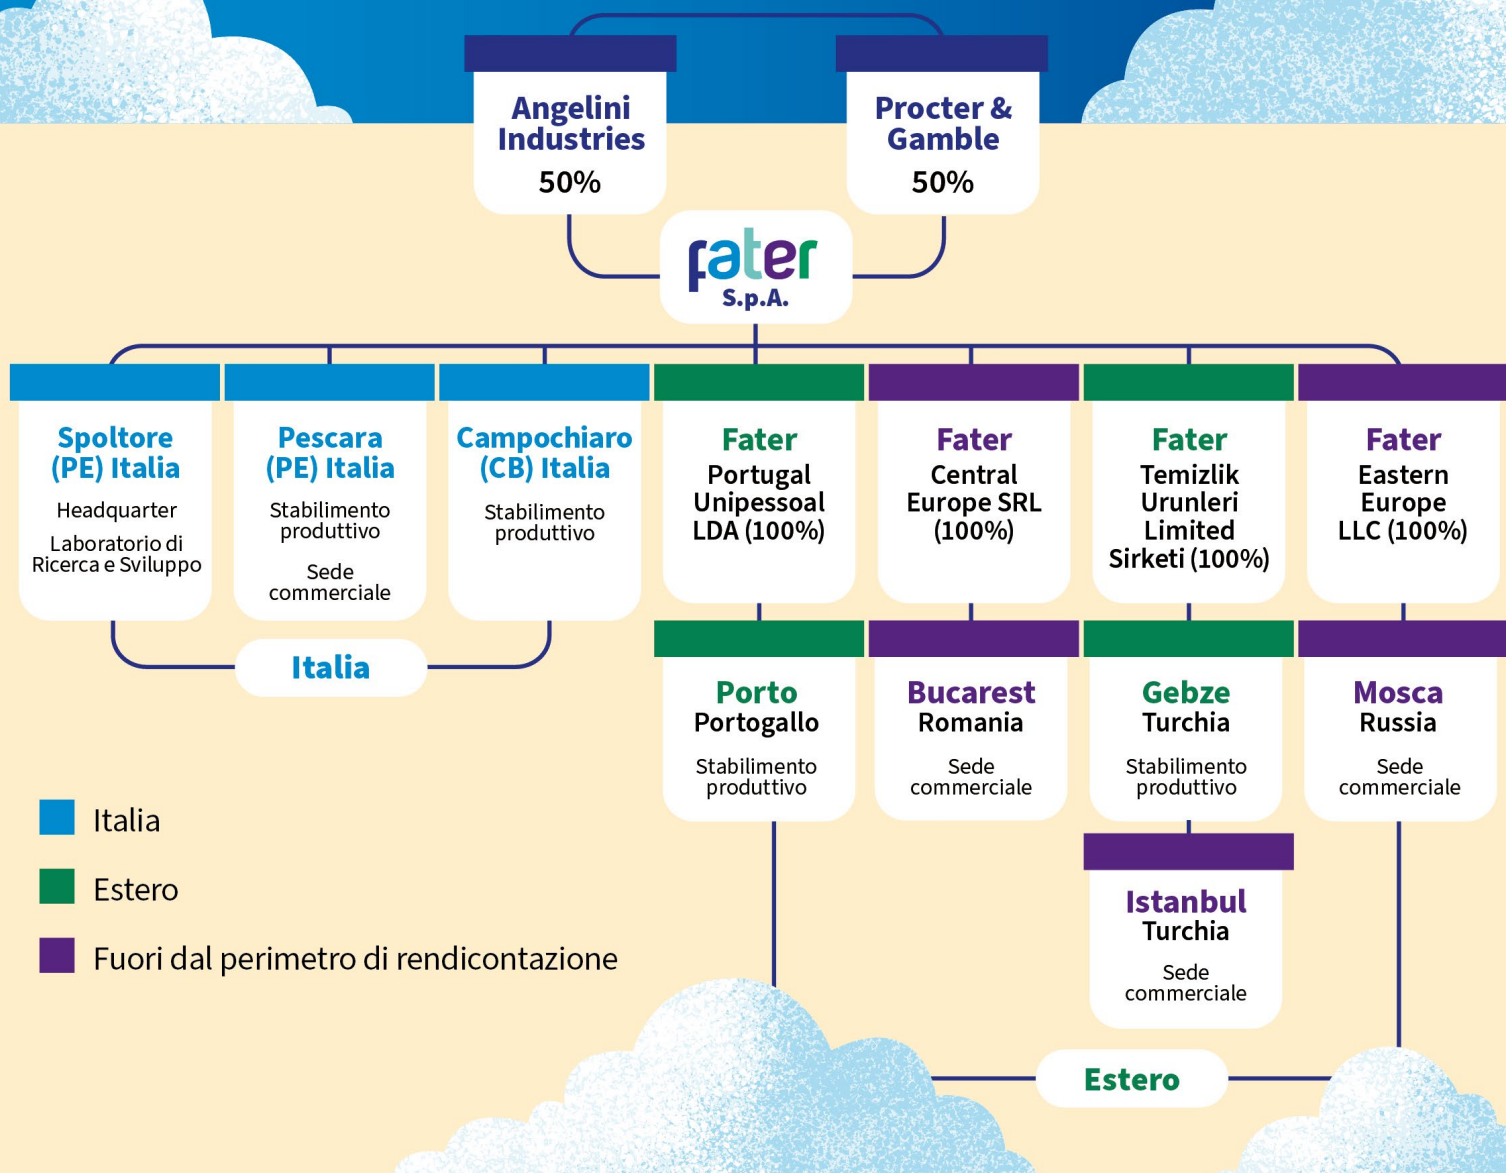 Angelini
Industries
50%
Procter &
Gamble
50%
fater
S.p.A.
Spoltore
(PE) Italia
Headquarter
Laboratorio di
Ricerca e Sviluppo
Pescara
(PE) Italia
Stabilimento
produttivo
Sede
commerciale
Campochiaro
(CB) Italia
Stabilimento
produttivo
Italia
Fater
Portugal
Unipessoal
LDA (100%)
Porto
Portogallo
Stabilimento
produttivo
Fater
Central
Europe SRL
(100%)
Bucarest
Romania
Sede
commerciale
Fater
Temizlik
Urunleri
Limited
Sirketi (100%)
Gebze
Turchia
Stabilimento
produttivo
Istanbul
Turchia
Sede
commerciale
Fater
Eastern
Europe
LLC (100%)
Mosca
Russia
Sede
commerciale
Estero
Italia
Estero
Fuori dal perimetro di rendicontazione